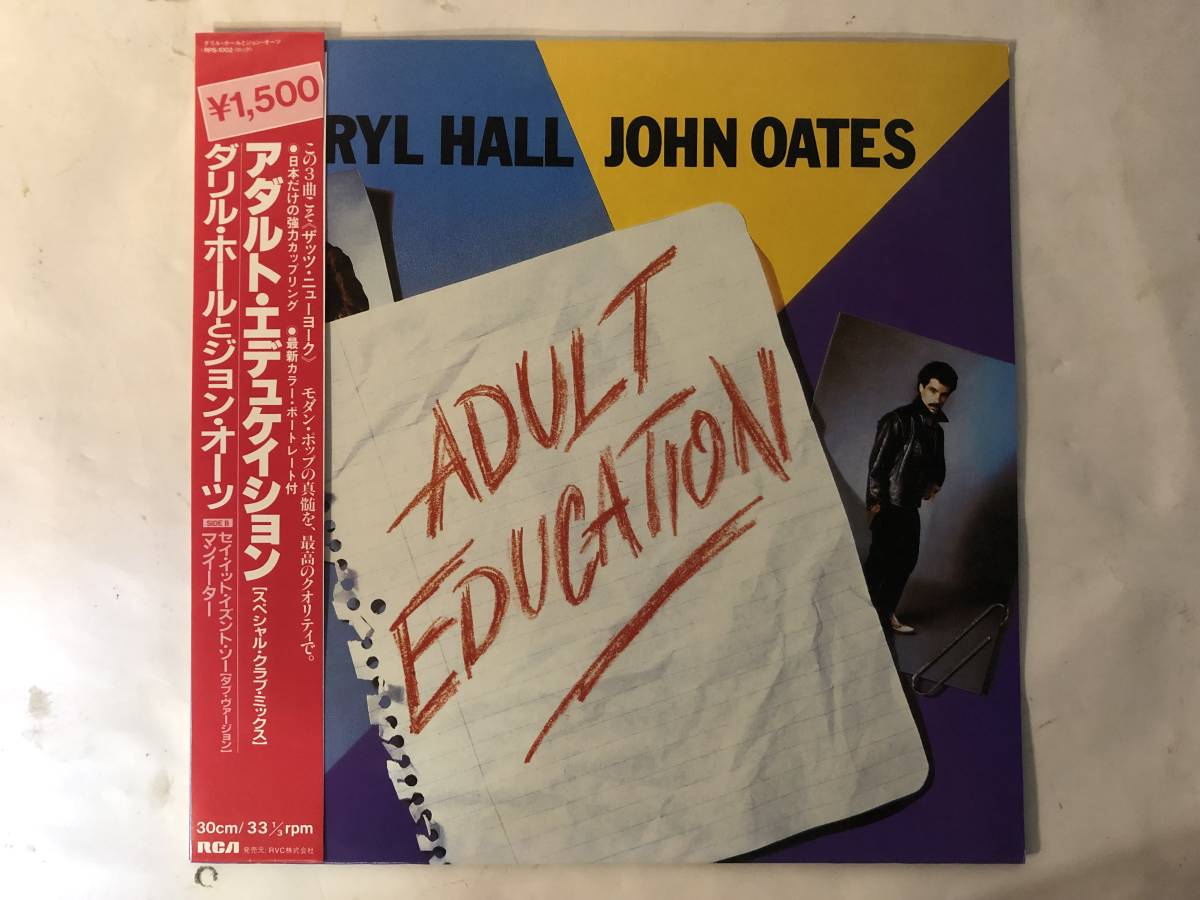 ダリル・ホールとジョン・オーツ
RPS-1002
¥1,500
この3曲こそ《ザッツ・ニューヨーク》 モダン・ポップの真髄を、最高のクオリティで。
●日本だけの強力カップリング ●最新カラー・ポートレート付
アダルト・エデュケイション[スペシャル・クラブ・ミックス]
ダリル・ホールとジョン・オーツ
SIDE B
セイ・イット・イズント・ソー[ダブ・ヴァージョン]
マンイーター
30cm/33 1/3 rpm
RCA 発売元:RVC株式会社
RYL HALL JOHN OATES
ADULT
EDUCATION